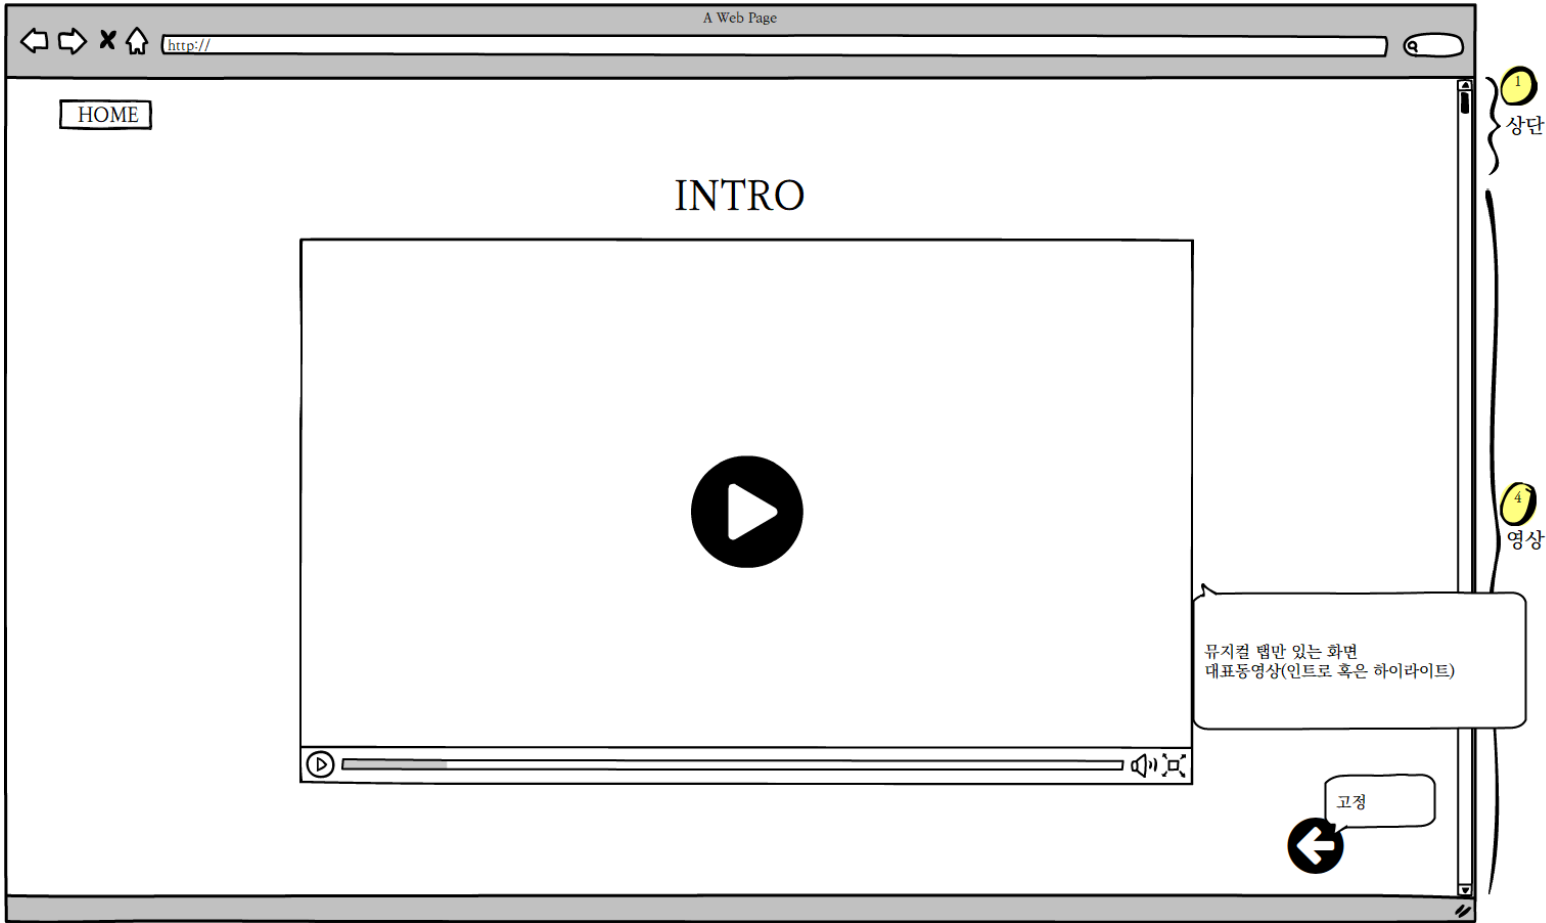 A Web Page
http://
HOME
1
상단
INTRO
4
영상
뮤지컬 탭만 있는 화면
대표동영상(인트로 혹은 하이라이트)
고정